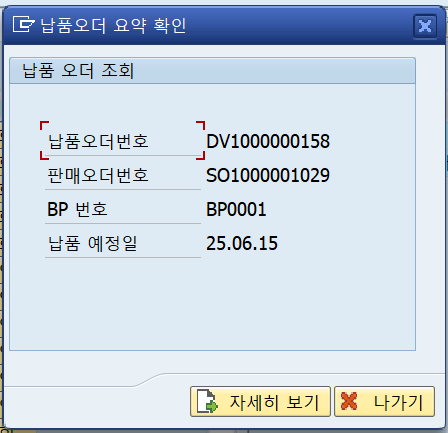 납품오더 요약 확인
납품 오더 조회
납품오더번호 DV1000000158
판매오더번호 SO1000001029
BP 번호 BP0001
납품 예정일 25.06.15
자세히 보기 나가기